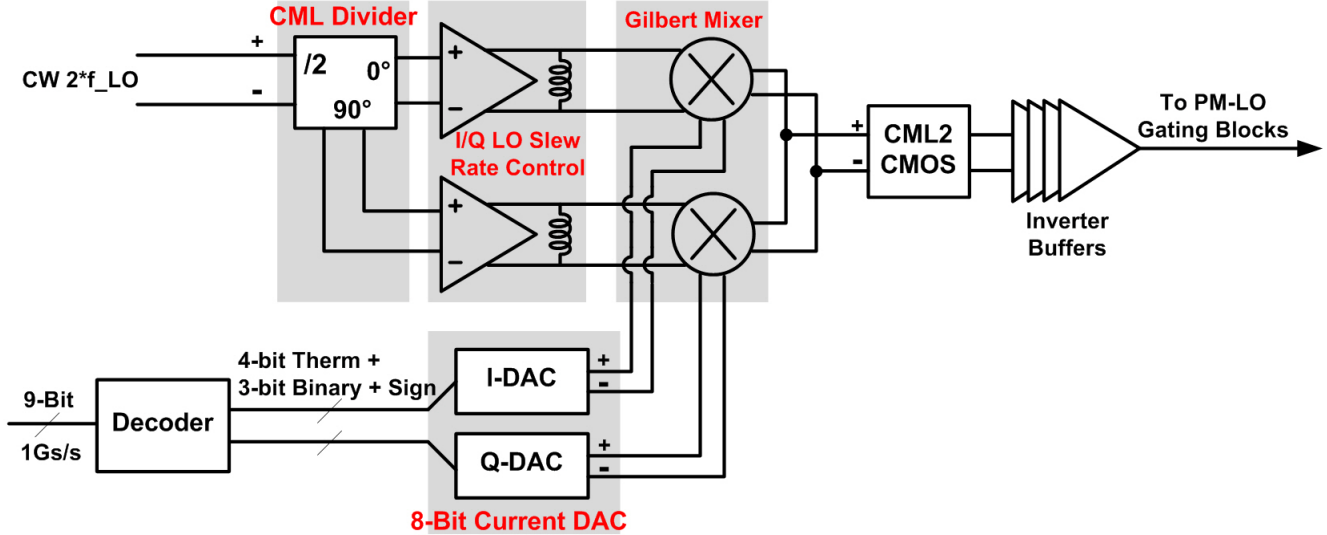 CML Divider
Gilbert Mixer
CW 2*f_LO
+
-
/2
0°
90°
+
−
I/Q LO Slew
Rate Control
+
−
+
-
CML2
CMOS
To PM-LO
Gating Blocks
Inverter
Buffers
9-Bit
1Gs/s
Decoder
4-bit Therm +
3-bit Binary + Sign
I-DAC
+
-
Q-DAC
+
-
8-Bit Current DAC